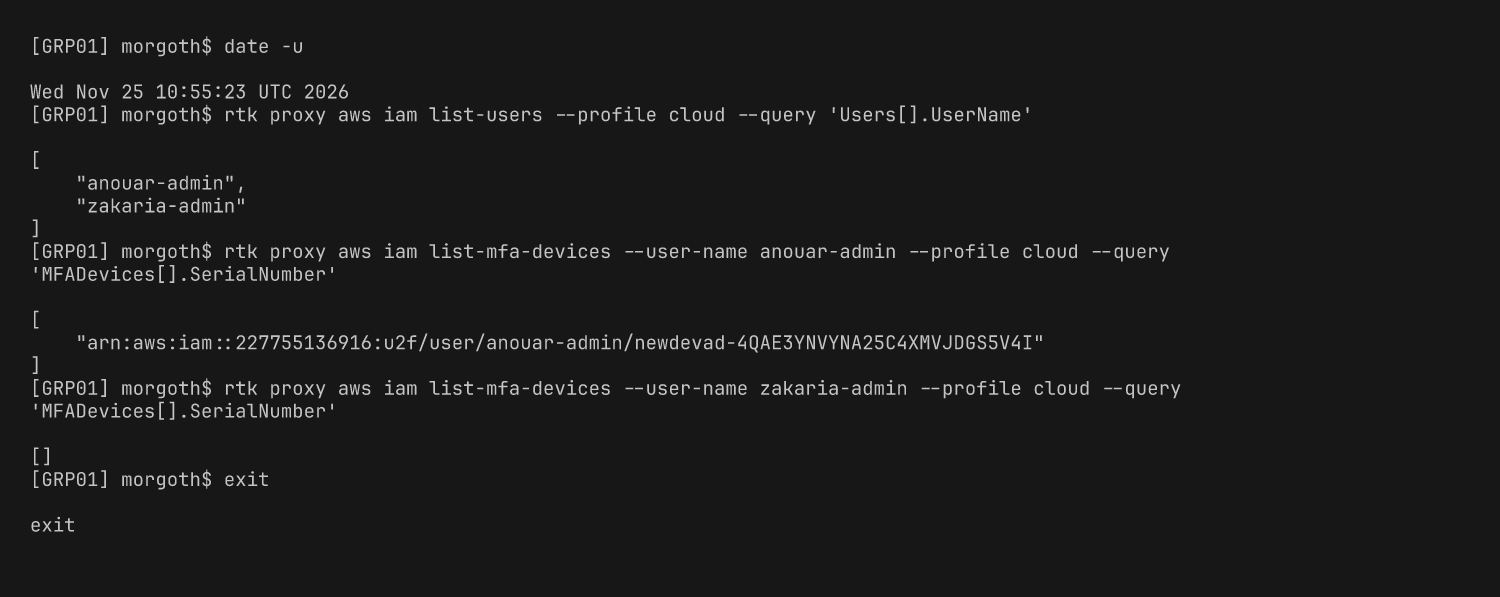 [GRP01] morgoth$ date -u
Wed Nov 25 10:55:23 UTC 2026
[GRP01] morgoth$ rtk proxy aws iam list-users --profile cloud --query 'Users[].UserName'
[
    "anouar-admin",
    "zakaria-admin"
]
[GRP01] morgoth$ rtk proxy aws iam list-mfa-devices --user-name anouar-admin --profile cloud --query
'MFADevices[].SerialNumber'
[
    "arn:aws:iam::227755136916:u2f/user/anouar-admin/newdevad-4QAE3YNVYNA25C4XMVJDGS5V4I"
]
[GRP01] morgoth$ rtk proxy aws iam list-mfa-devices --user-name zakaria-admin --profile cloud --query
'MFADevices[].SerialNumber'
[]
[GRP01] morgoth$ exit
exit